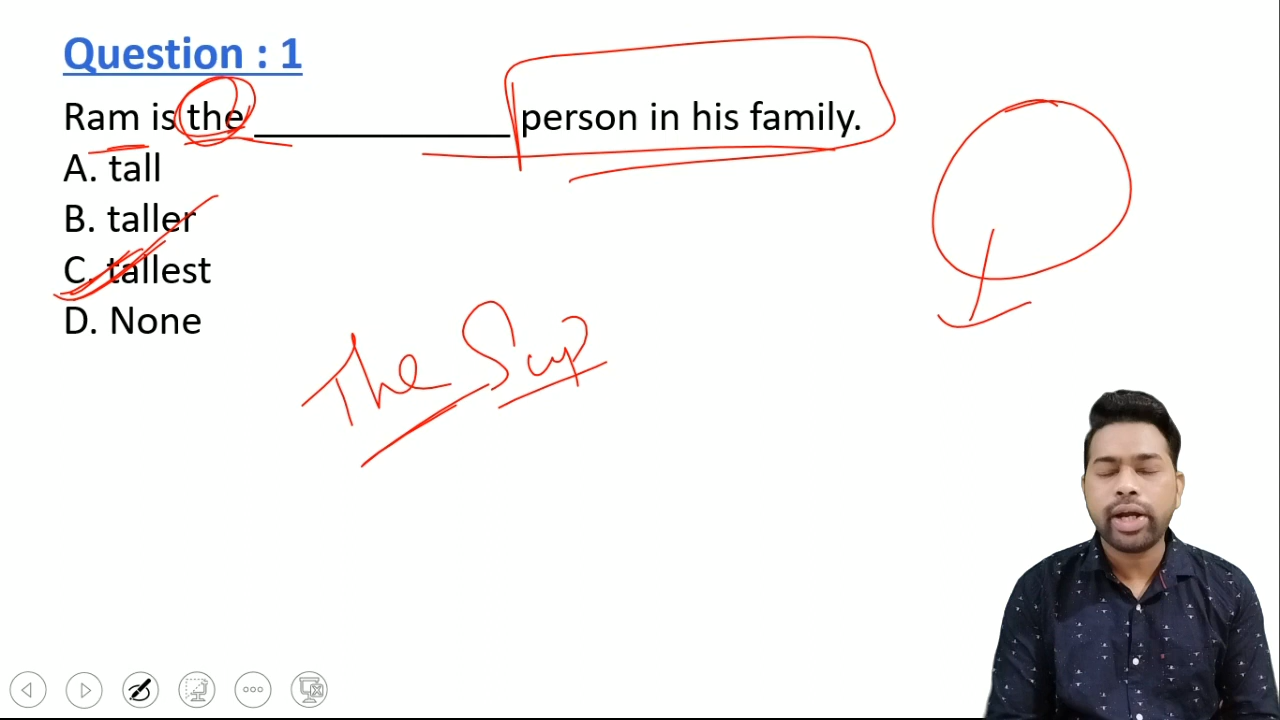 Question : 1
Ram is the ______________ person in his family.
A. tall
B. taller
C. tallest
D. None
The Sup